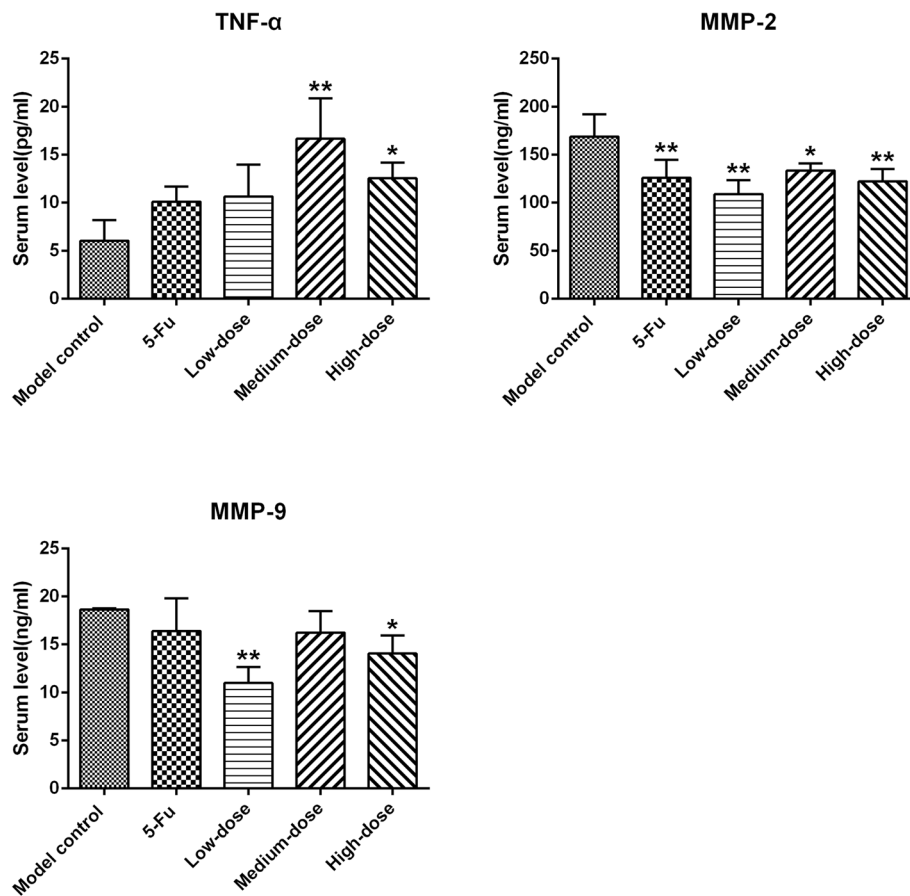 TNF-α
Serum level(pg/ml)
25
20
15
10
5
0
**
*
Model control
5-Fu
Low-dose
Medium-dose
High-dose
MMP-2
Serum level(ng/ml)
250
200
150
100
50
0
**
**
*
**
Model control
5-Fu
Low-dose
Medium-dose
High-dose
MMP-9
Serum level(ng/ml)
25
20
15
10
5
0
**
*
Model control
5-Fu
Low-dose
Medium-dose
High-dose